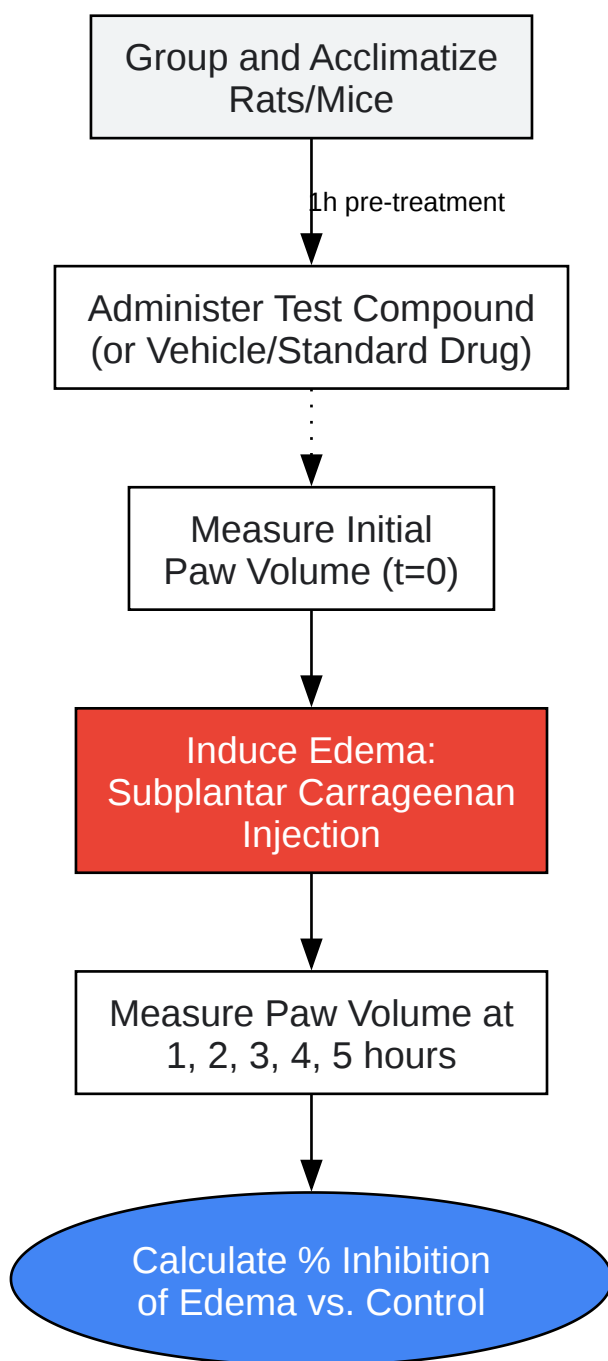 Group and Acclimatize
Rats/Mice
1h pre-treatment
Administer Test Compound
(or Vehicle/Standard Drug)
Measure Initial
Paw Volume (t=0)
Induce Edema:
Subplantar Carrageenan
Injection
Measure Paw Volume at
1, 2, 3, 4, 5 hours
Calculate % Inhibition
of Edema vs. Control